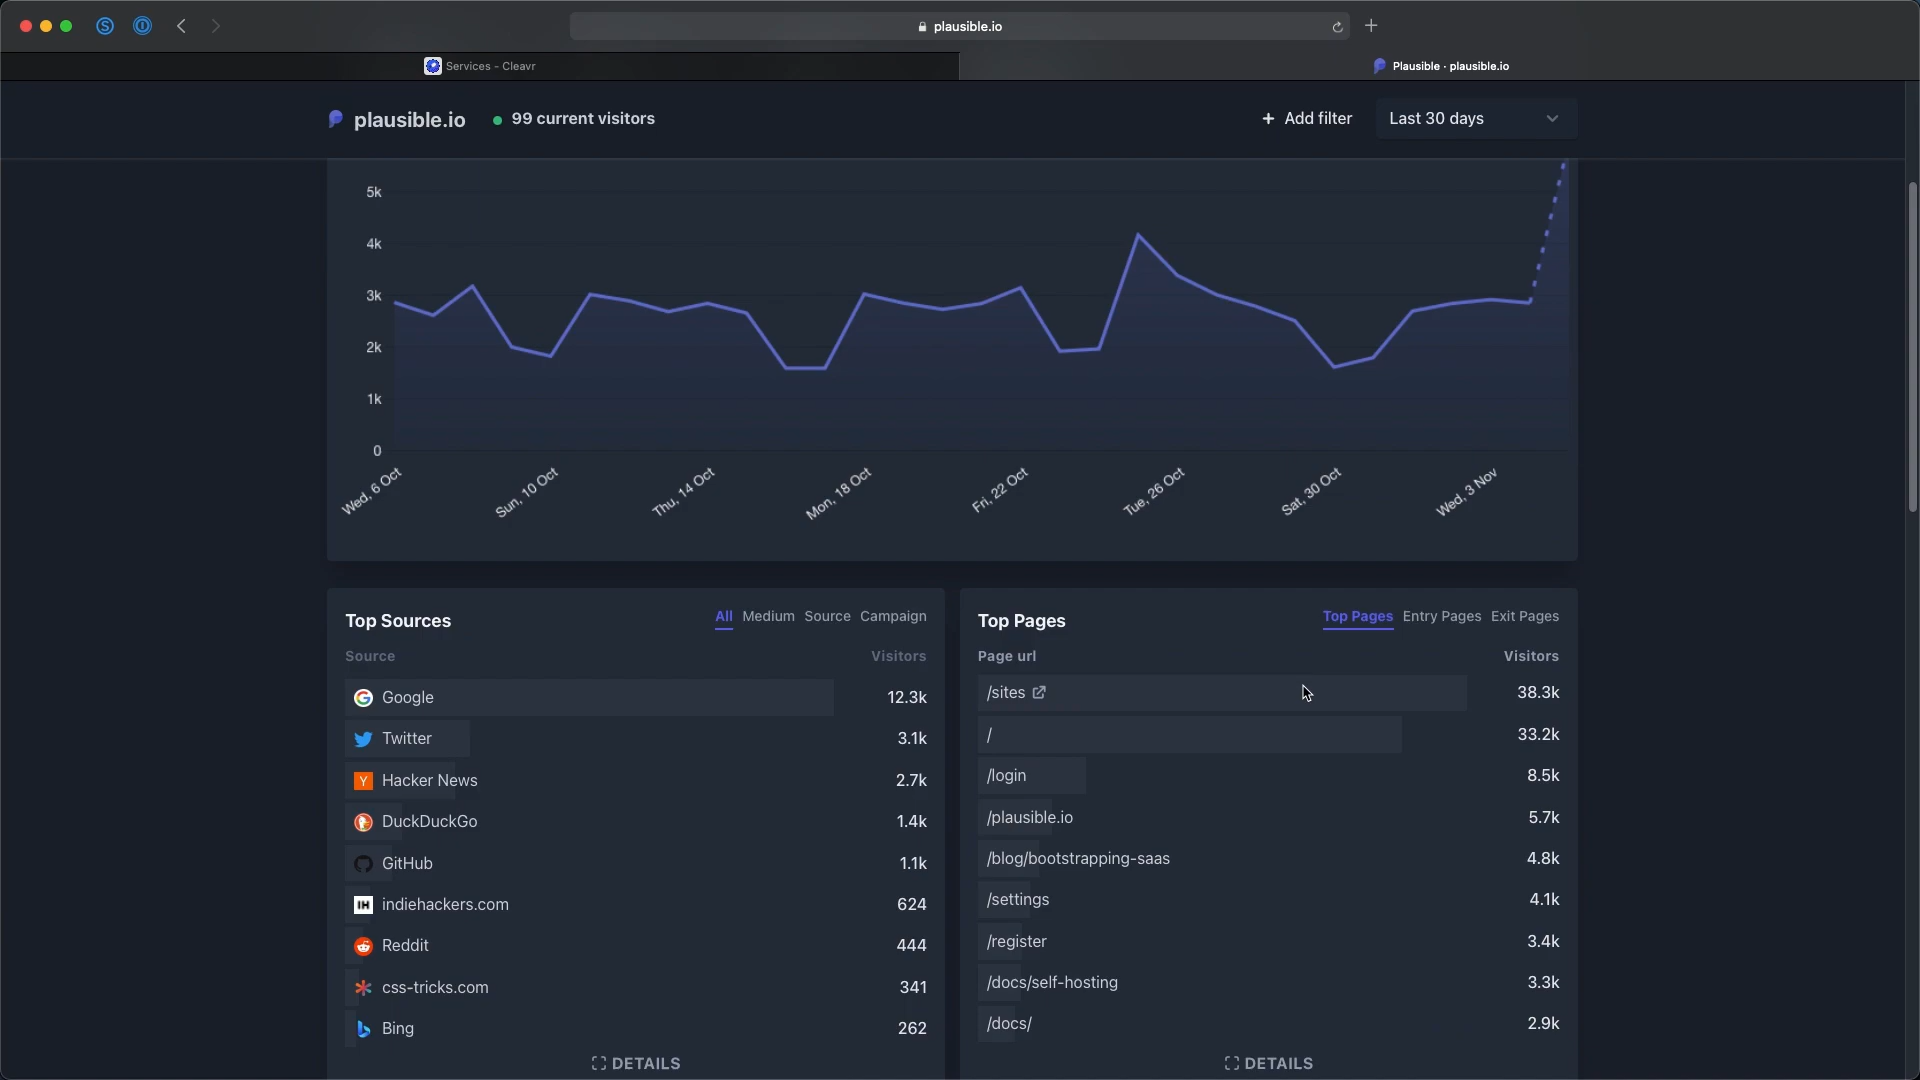 plausible.io
Services - Cleavr
Plausible · plausible.io
plausible.io
99 current visitors
+ Add filter
Last 30 days
5k
4k
3k
2k
1k
0
Wed, 6 Oct
Sun, 10 Oct
Thu, 14 Oct
Mon, 18 Oct
Fri, 22 Oct
Tue, 26 Oct
Sat, 30 Oct
Wed, 3 Nov
Top Sources
All Medium Source Campaign
Source Visitors
Google 12.3k
Twitter 3.1k
Hacker News 2.7k
DuckDuckGo 1.4k
GitHub 1.1k
indiehackers.com 624
Reddit 444
css-tricks.com 341
Bing 262
DETAILS
Top Pages
Top Pages Entry Pages Exit Pages
Page url Visitors
/sites 38.3k
/ 33.2k
/login 8.5k
/plausible.io 5.7k
/blog/bootstrapping-saas 4.8k
/settings 4.1k
/register 3.4k
/docs/self-hosting 3.3k
/docs/ 2.9k
DETAILS